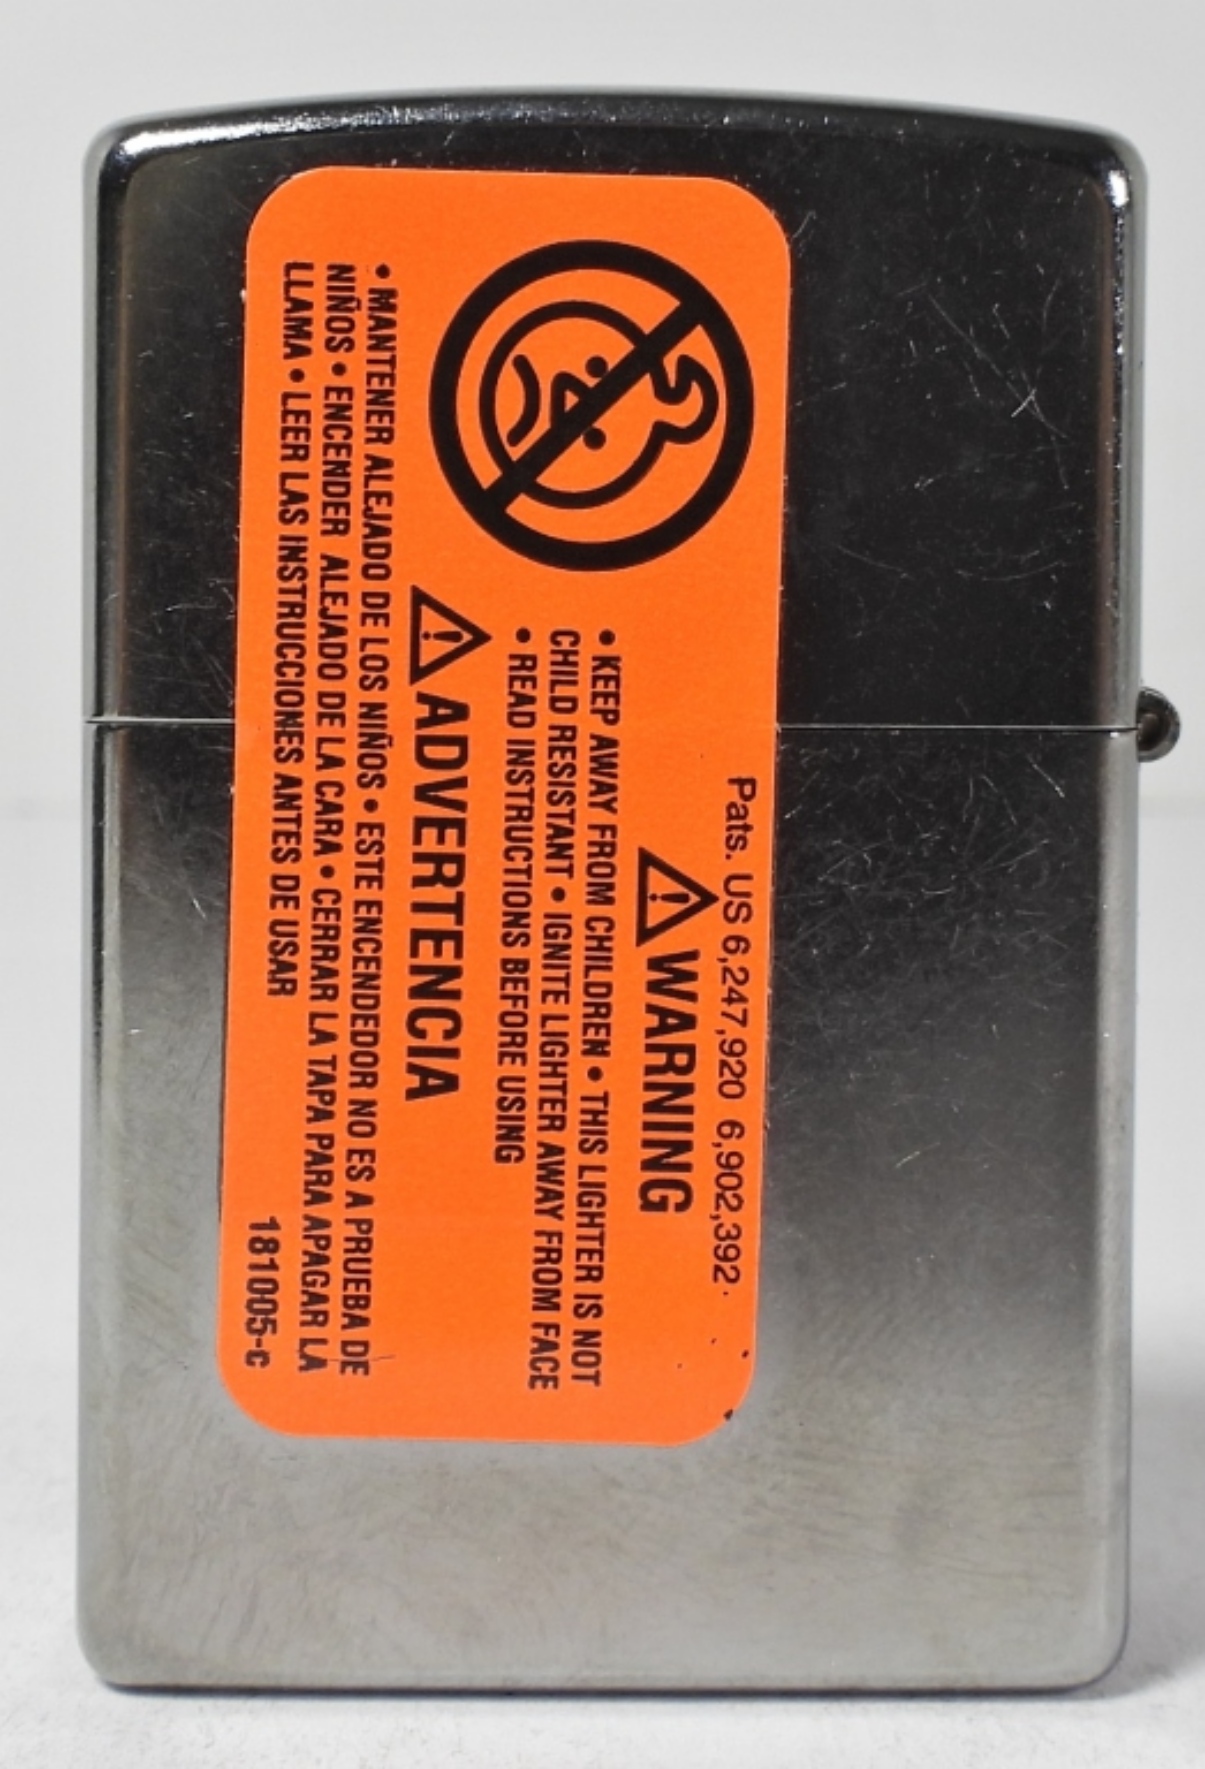 Pats. US 6,247,920 6,902,392.
WARNING
• KEEP AWAY FROM CHILDREN • THIS LIGHTER IS NOT
CHILD RESISTANT • IGNITE LIGHTER AWAY FROM FACE
• READ INSTRUCTIONS BEFORE USING
ADVERTENCIA
• MANTENER ALEJADO DE LOS NIÑOS • ESTE ENCENDEDOR NO ES A PRUEBA DE
NIÑOS • ENCENDER ALEJADO DE LA CARA • CERRAR LA TAPA PARA APAGAR LA
LLAMA • LEER LAS INSTRUCCIONES ANTES DE USAR
181005-c